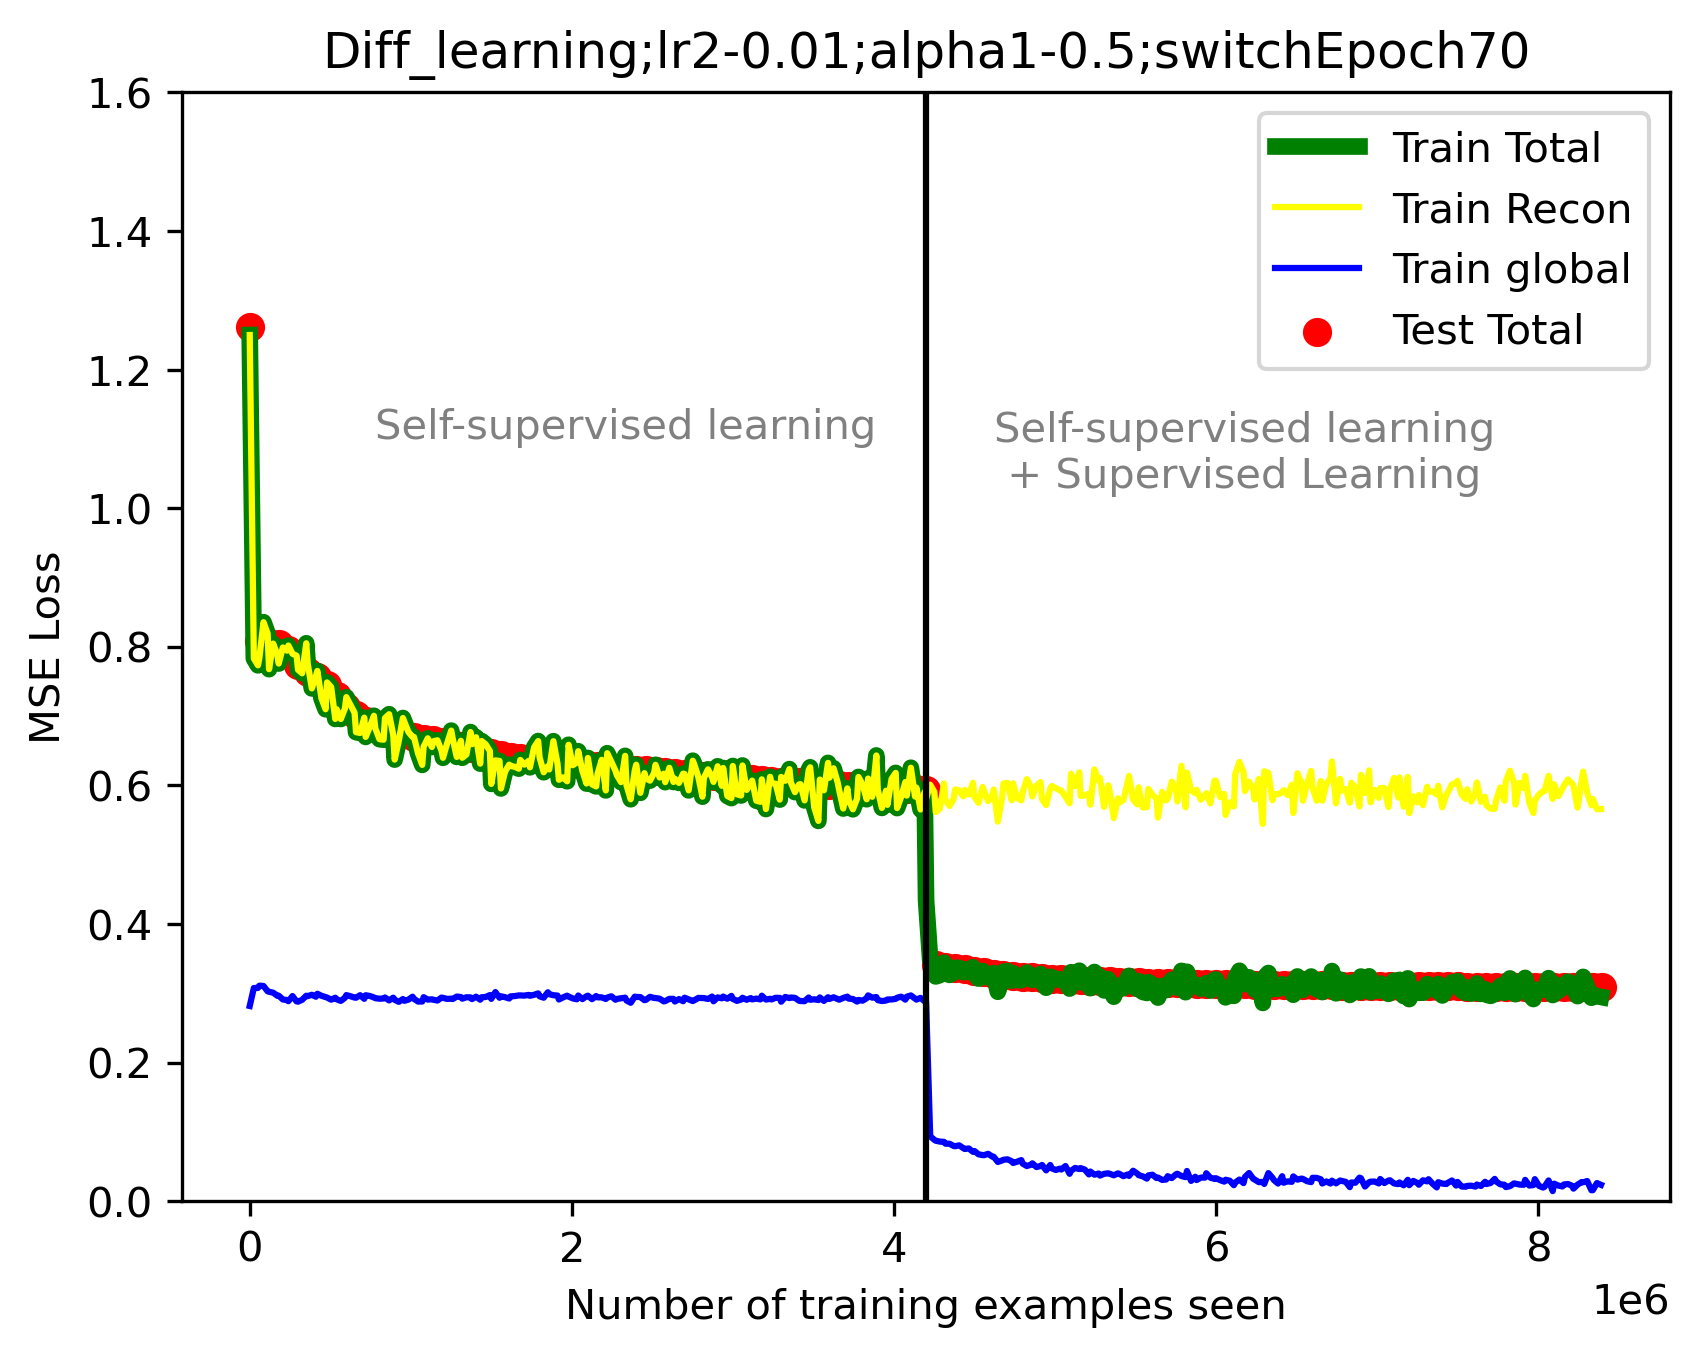 Diff_learning;lr2-0.01;alpha1-0.5;switchEpoch70
1.6
1.4
1.2
1.0
0.8
0.6
0.4
0.2
0.0
MSE Loss
Train Total
Train Recon
Train global
Test Total
Self-supervised learning
Self-supervised learning
+ Supervised Learning
0
2
4
6
8
1e6
Number of training examples seen